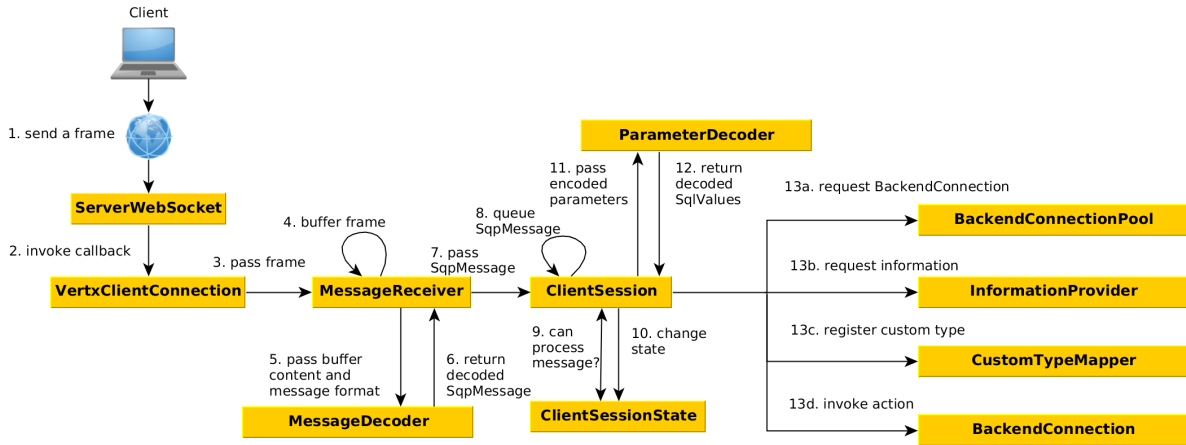 Client
1. send a frame
ServerWebSocket
2. invoke callback
VertxClientConnection
3. pass frame
4. buffer frame
MessageReceiver
5. pass buffer
content and
message format
6. return
decoded
SqpMessage
MessageDecoder
7. pass
SqpMessage
8. queue
SqpMessage
ClientSession
9. can
process
message?
10. change
state
ClientSessionState
11. pass
encoded
parameters
12. return
decoded
SqlValues
ParameterDecoder
13a. request BackendConnection
BackendConnectionPool
13b. request information
InformationProvider
13c. register custom type
CustomTypeMapper
13d. invoke action
BackendConnection